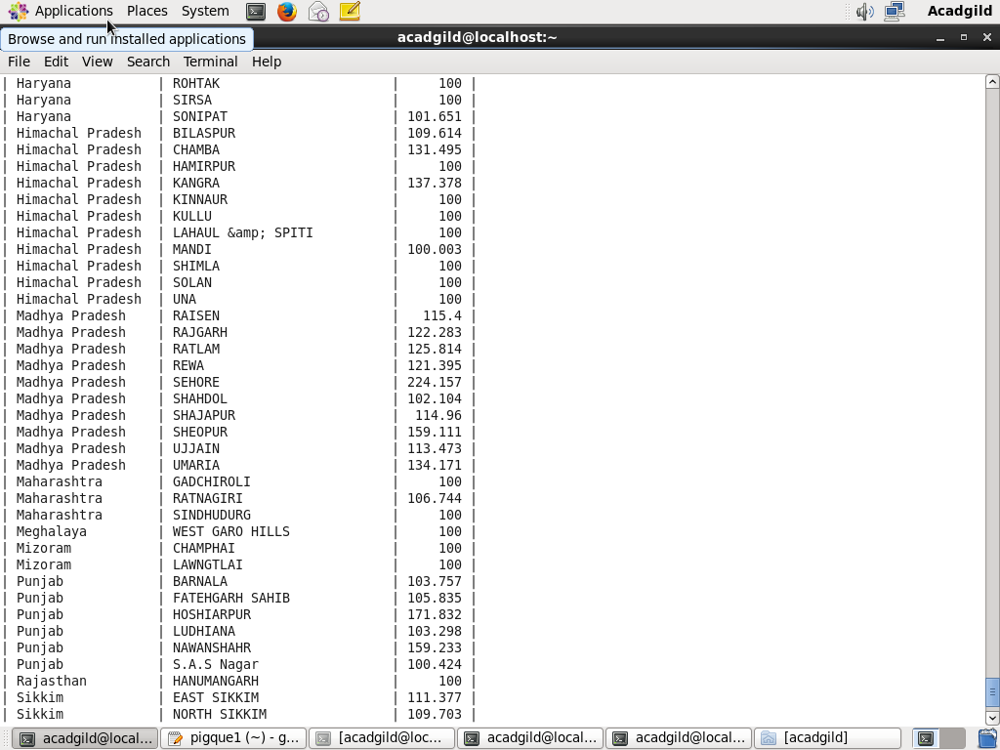 Applications Places System Acadgild
Browse and run installed applications
acadgild@localhost:~
File Edit View Search Terminal Help
| Haryana | ROHTAK | 100 |
| Haryana | SIRSA | 100 |
| Haryana | SONIPAT | 101.651 |
| Himachal Pradesh | BILASPUR | 109.614 |
| Himachal Pradesh | CHAMBA | 131.495 |
| Himachal Pradesh | HAMIRPUR | 100 |
| Himachal Pradesh | KANGRA | 137.378 |
| Himachal Pradesh | KINNAUR | 100 |
| Himachal Pradesh | KULLU | 100 |
| Himachal Pradesh | LAHAUL &amp; SPITI | 100 |
| Himachal Pradesh | MANDI | 100.003 |
| Himachal Pradesh | SHIMLA | 100 |
| Himachal Pradesh | SOLAN | 100 |
| Himachal Pradesh | UNA | 100 |
| Madhya Pradesh | RAISEN | 115.4 |
| Madhya Pradesh | RAJGARH | 122.283 |
| Madhya Pradesh | RATLAM | 125.814 |
| Madhya Pradesh | REWA | 121.395 |
| Madhya Pradesh | SEHORE | 224.157 |
| Madhya Pradesh | SHAHDOL | 102.104 |
| Madhya Pradesh | SHAJAPUR | 114.96 |
| Madhya Pradesh | SHEOPUR | 159.111 |
| Madhya Pradesh | UJJAIN | 113.473 |
| Madhya Pradesh | UMARIA | 134.171 |
| Maharashtra | GADCHIROLI | 100 |
| Maharashtra | RATNAGIRI | 106.744 |
| Maharashtra | SINDHUDURG | 100 |
| Meghalaya | WEST GARO HILLS | 100 |
| Mizoram | CHAMPHAI | 100 |
| Mizoram | LAWNGTLAI | 100 |
| Punjab | BARNALA | 103.757 |
| Punjab | FATEHGARH SAHIB | 105.835 |
| Punjab | HOSHIARPUR | 171.832 |
| Punjab | LUDHIANA | 103.298 |
| Punjab | NAWANSHAHR | 159.233 |
| Punjab | S.A.S Nagar | 100.424 |
| Rajasthan | HANUMANGARH | 100 |
| Sikkim | EAST SIKKIM | 111.377 |
| Sikkim | NORTH SIKKIM | 109.703 |
acadgild@local... pigque1 (~) - g... [acadgild@loc... acadgild@local... acadgild@local... [acadgild]